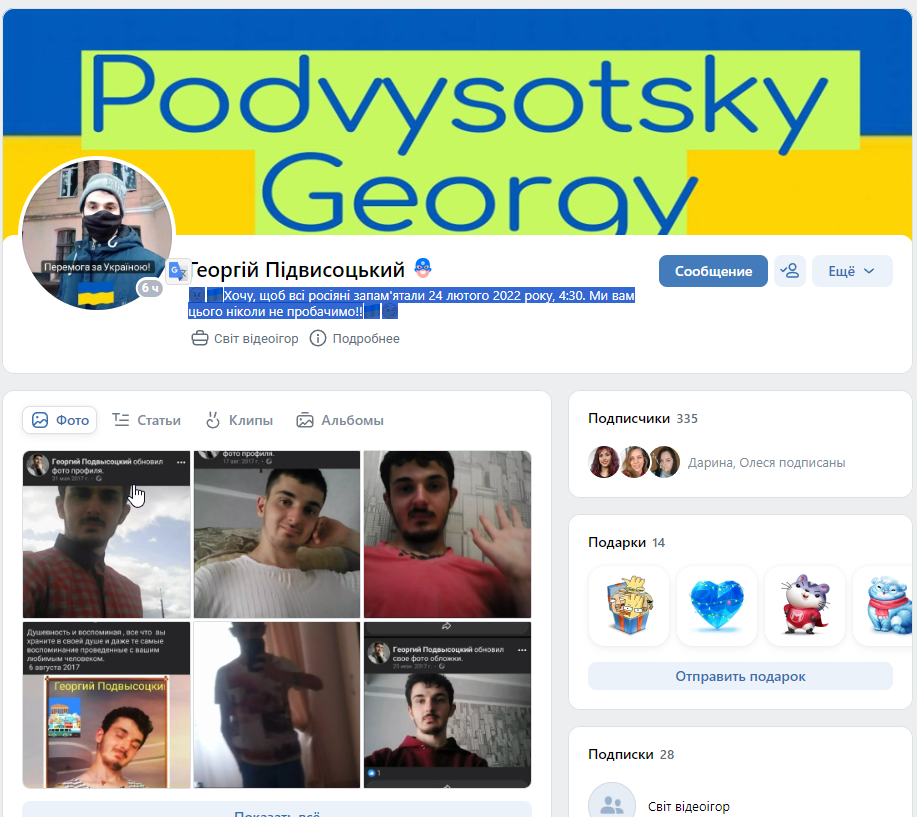 Podvysotsky
Georgy
Перемога за Україною!
6 ч
Георгій Підвисоцький
Хочу, щоб всі росіяні запам'ятали 24 лютого 2022 року, 4:30. Ми вам
цього ніколи не пробачимо!!
Сообщение
Ещё
Світ відеоігор
Подробнее
Фото
Статьи
Клипы
Альбомы
Георгий Подвысоцкий обновил
фото профиля.
31 мая 2017 г.
фото профиля.
17 авг 2017 г.
Душевность и воспоминая , все что вы
храните в своей душе и даже те самые
воспоминание проведенные с вашим
любимым человеком.
6 августа 2017
Георгий Подвысоцки
Георгий Подвысоцкий обновил
свое фото обложки.
1
Показать всё
Подписчики 335
Дарина, Олеся подписаны
Подарки 14
Отправить подарок
Подписки 28
Світ відеоігор